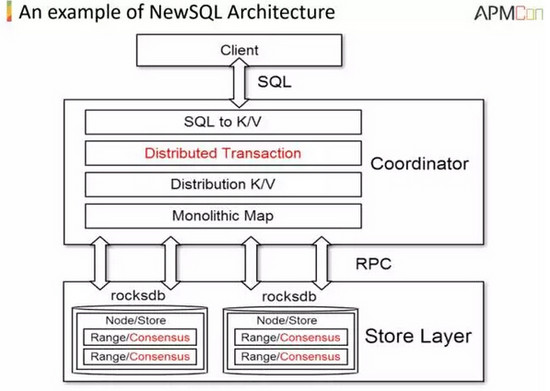 An example of NewSQL Architecture
APMCon
Client
SQL
SQL to K/V
Distributed Transaction
Distribution K/V
Monolithic Map
Coordinator
RPC
rocksdb
rocksdb
Node/Store
Range/Consensus
Range/Consensus
Node/Store
Range/Consensus
Range/Consensus
Store Layer